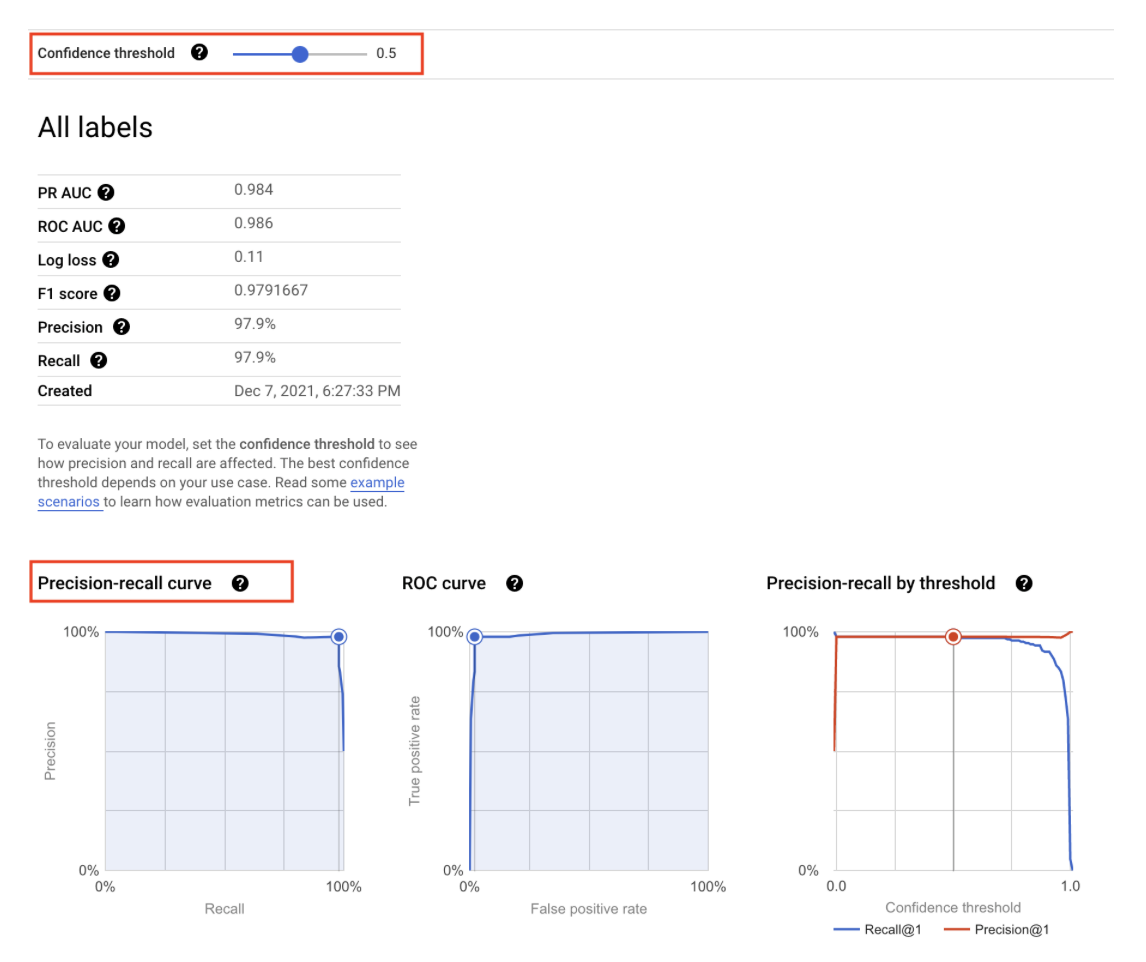 Confidence threshold ? 0.5
All labels
PR AUC ? 0.984
ROC AUC ? 0.986
Log loss ? 0.11
F1 score ? 0.9791667
Precision ? 97.9%
Recall ? 97.9%
Created Dec 7, 2021, 6:27:33 PM
To evaluate your model, set the confidence threshold to see
how precision and recall are affected. The best confidence
threshold depends on your use case. Read some example
scenarios to learn how evaluation metrics can be used.
Precision-recall curve ?
100%
Precision
0%
0% 100%
Recall
ROC curve ?
100%
True positive rate
0%
0% 100%
False positive rate
Precision-recall by threshold ?
100%
0%
0.0 1.0
Confidence threshold
Recall@1 Precision@1